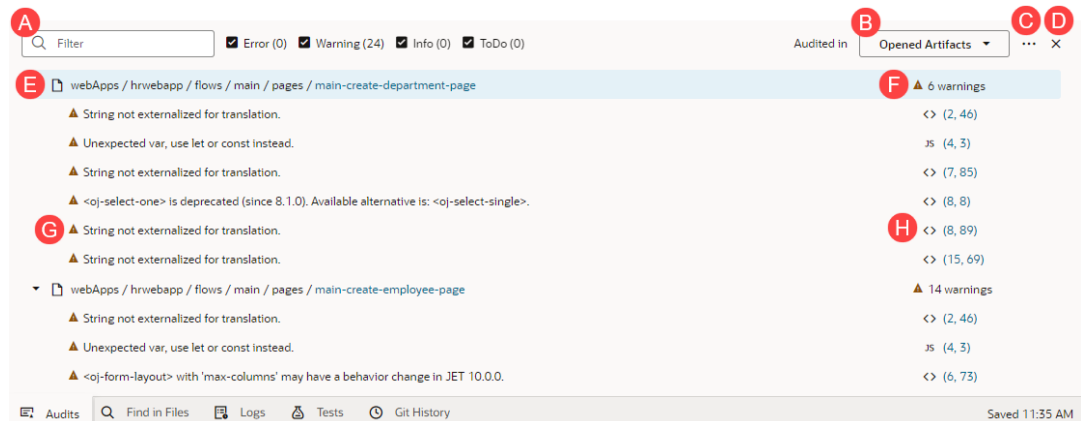 A B C D
Filter Error (0) Warning (24) Info (0) ToDo (0) Audited in Opened Artifacts
E webApps / hrwebapp / flows / main / pages / main-create-department-page F 6 warnings
String not externalized for translation. <> (2, 46)
Unexpected var, use let or const instead. JS (4, 3)
String not externalized for translation. <> (7, 85)
<oj-select-one> is deprecated (since 8.1.0). Available alternative is: <oj-select-single>. <> (8, 8)
G String not externalized for translation. H <> (8, 89)
String not externalized for translation. <> (15, 69)
webApps / hrwebapp / flows / main / pages / main-create-employee-page 14 warnings
String not externalized for translation. <> (2, 46)
Unexpected var, use let or const instead. JS (4, 3)
<oj-form-layout> with 'max-columns' may have a behavior change in JET 10.0.0. <> (6, 73)
Audits Find in Files Logs Tests Git History Saved 11:35 AM